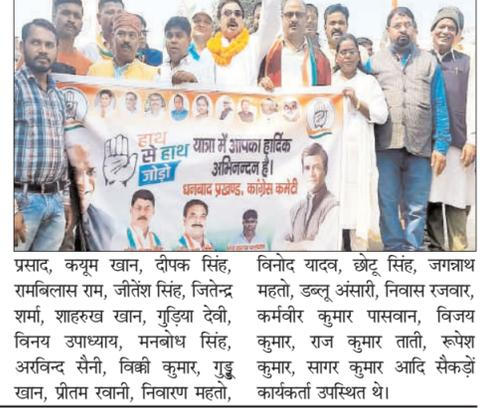 हाथ
से हाथ
जोड़ो
यात्रा में आपका हार्दिक
अभिनन्दन है।
धनबाद प्रखण्ड, कांग्रेस कमेटी
प्रसाद, कयूम खान, दीपक सिंह,
रामबिलास राम, जीतेंश सिंह, जितेन्द्र
शर्मा, शाहरुख खान, गुड़िया देवी,
विनय उपाध्याय, मनबोध सिंह,
अरविन्द सैनी, विक्की कुमार, गुड्डू
खान, प्रीतम रवानी, निवारण महतो,
विनोद यादव, छोटू सिंह, जगन्नाथ
महतो, डब्लू अंसारी, निवास रजवार,
कर्मवीर कुमार पासवान, विजय
कुमार, राज कुमार ताती, रूपेश
कुमार, सागर कुमार आदि सैकड़ों
कार्यकर्ता उपस्थित थे।